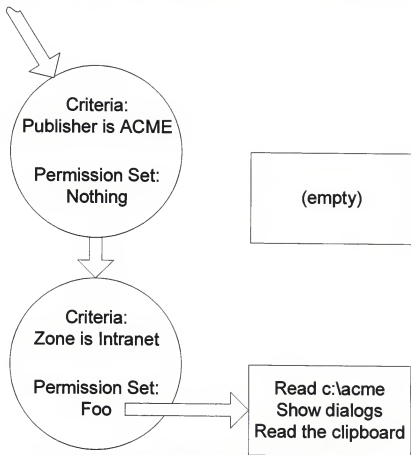 Criteria:
Publisher is ACME
Permission Set:
Nothing
(empty)
Criteria:
Zone is Intranet
Permission Set:
Foo
Read c:\acme
Show dialogs
Read the clipboard